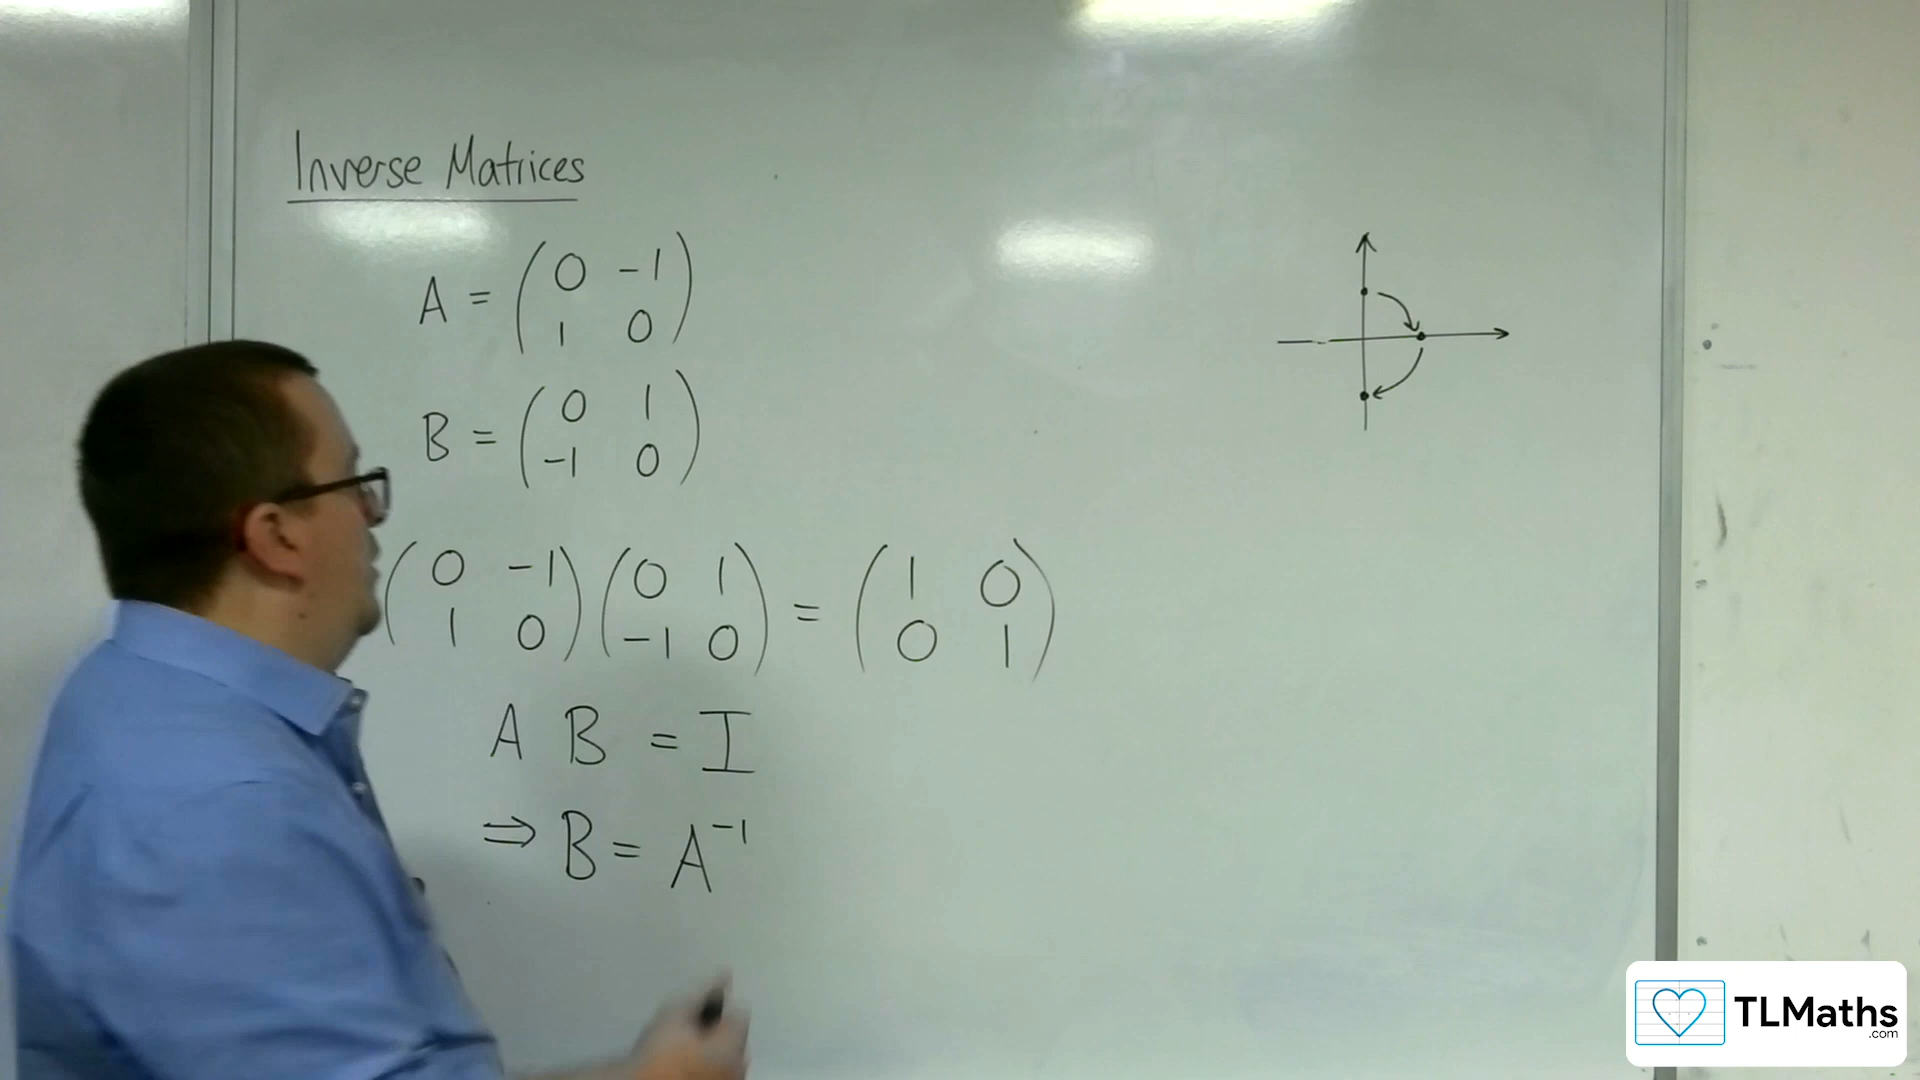 Inverse Matrices
A = ( 0 -1
1 0 )
B = ( 0 1
-1 0 )
( 0 -1 ) ( 0 1 ) = ( 1 0 )
( 1 0 ) ( -1 0 ) ( 0 1 )
A B = I
⇒ B = A⁻¹
TLMaths
.com